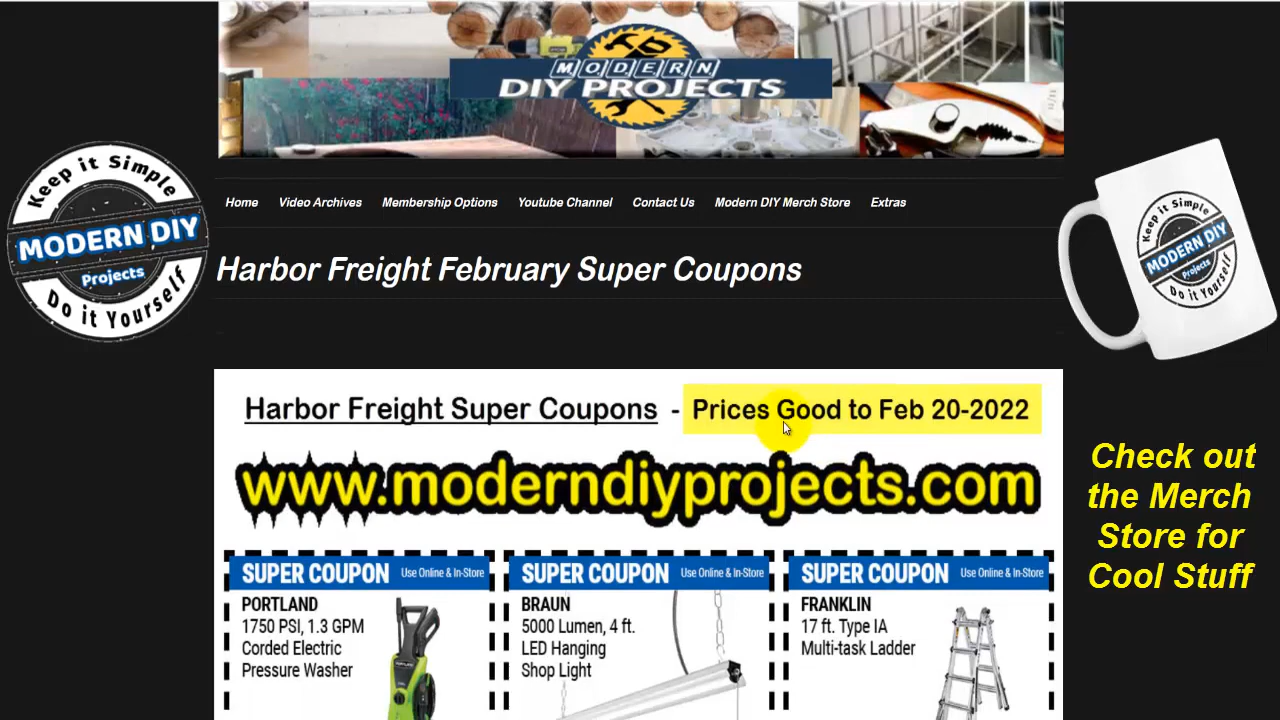 MODERN
DIY PROJECTS
Home Video Archives Membership Options Youtube Channel Contact Us Modern DIY Merch Store Extras
Keep it Simple
MODERN DIY
Projects
Do it Yourself
Harbor Freight February Super Coupons
Keep it Simple
MODERN DIY
Projects
Do it Yourself
Harbor Freight Super Coupons - Prices Good to Feb 20-2022
www.moderndiyprojects.com
Check out
the Merch
Store for
Cool Stuff
SUPER COUPON Use Online & In-Store
PORTLAND
1750 PSI, 1.3 GPM
Corded Electric
Pressure Washer
SUPER COUPON Use Online & In-Store
BRAUN
5000 Lumen, 4 ft.
LED Hanging
Shop Light
SUPER COUPON Use Online & In-Store
FRANKLIN
17 ft. Type IA
Multi-task Ladder